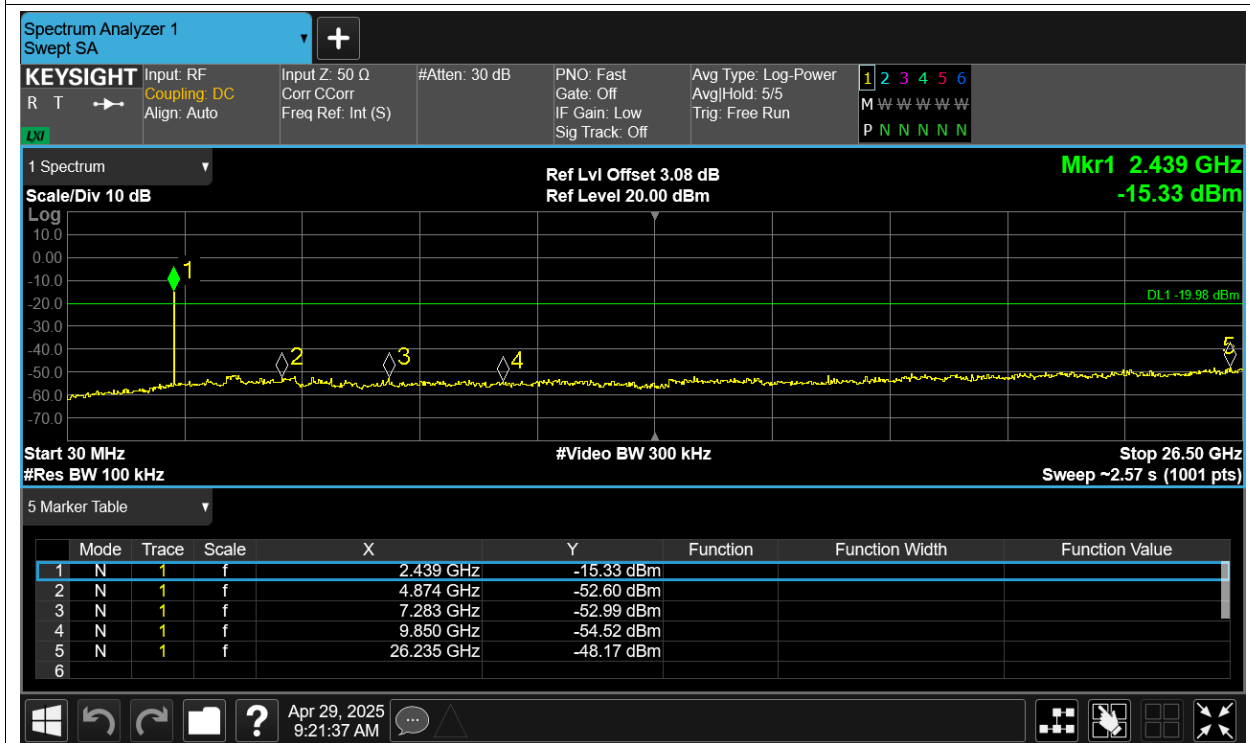 Spectrum Analyzer 1
Swept SA
KEYSIGHT
R T
LXI
Input: RF
Coupling: DC
Align: Auto
Input Z: 50 Ω
Corr CCorr
Freq Ref: Int (S)
#Atten: 30 dB
PNO: Fast
Gate: Off
IF Gain: Low
Sig Track: Off
Avg Type: Log-Power
Avg|Hold: 5/5
Trig: Free Run
1 2 3 4 5 6
M W W W W W
P N N N N N
1 Spectrum
Scale/Div 10 dB
Ref Lvl Offset 3.08 dB
Ref Level 20.00 dBm
Mkr1 2.439 GHz
-15.33 dBm
Log
10.0
0.00
-10.0
-20.0
-30.0
-40.0
-50.0
-60.0
-70.0
1
2
3
4
5
DL1 -19.98 dBm
Start 30 MHz
#Video BW 300 kHz
Stop 26.50 GHz
#Res BW 100 kHz
Sweep ~2.57 s (1001 pts)
5 Marker Table
Mode Trace Scale X Y Function Function Width Function Value
1 N 1 f 2.439 GHz -15.33 dBm
2 N 1 f 4.874 GHz -52.60 dBm
3 N 1 f 7.283 GHz -52.99 dBm
4 N 1 f 9.850 GHz -54.52 dBm
5 N 1 f 26.235 GHz -48.17 dBm
6
?
Apr 29, 2025
9:21:37 AM